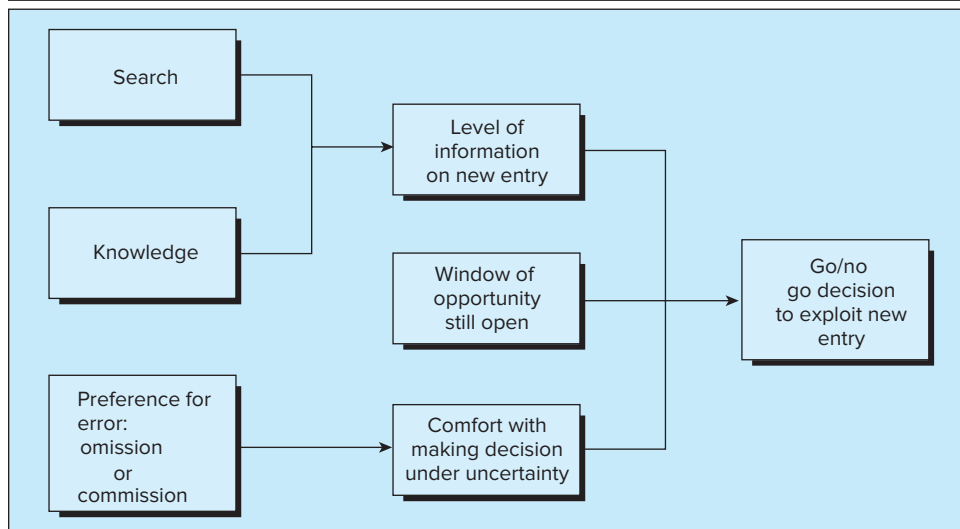 Search
Knowledge
Preference for
error:
omission
or
commission
Level of
information
on new entry
Window of
opportunity
still open
Comfort with
making decision
under uncertainty
Go/no
go decision
to exploit new
entry